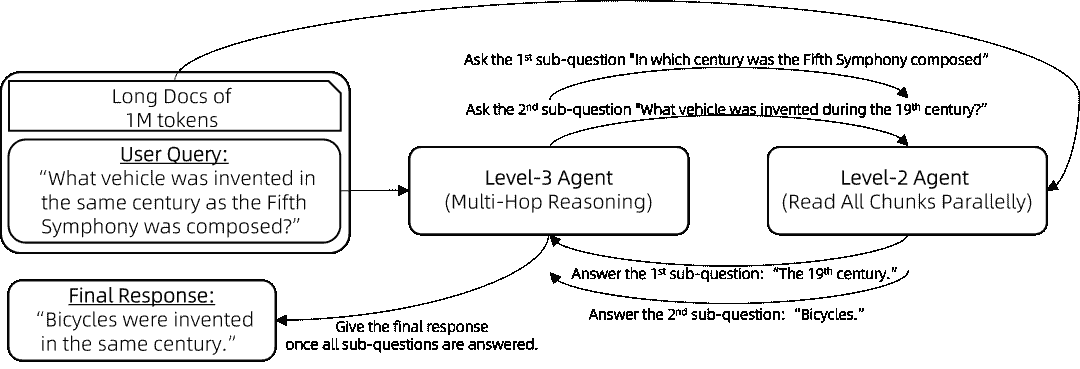 Long Docs of
1M tokens
User Query:
“What vehicle was invented in
the same century as the Fifth
Symphony was composed?”
Ask the 1st sub-question "In which century was the Fifth Symphony composed”
Ask the 2nd sub-question "What vehicle was invented during the 19th century?”
Level-3 Agent
(Multi-Hop Reasoning)
Level-2 Agent
(Read All Chunks Parallelly)
Answer the 1st sub-question: “The 19th century.”
Answer the 2nd sub-question: “Bicycles.”
Give the final response
once all sub-questions are answered.
Final Response:
“Bicycles were invented
in the same century.”